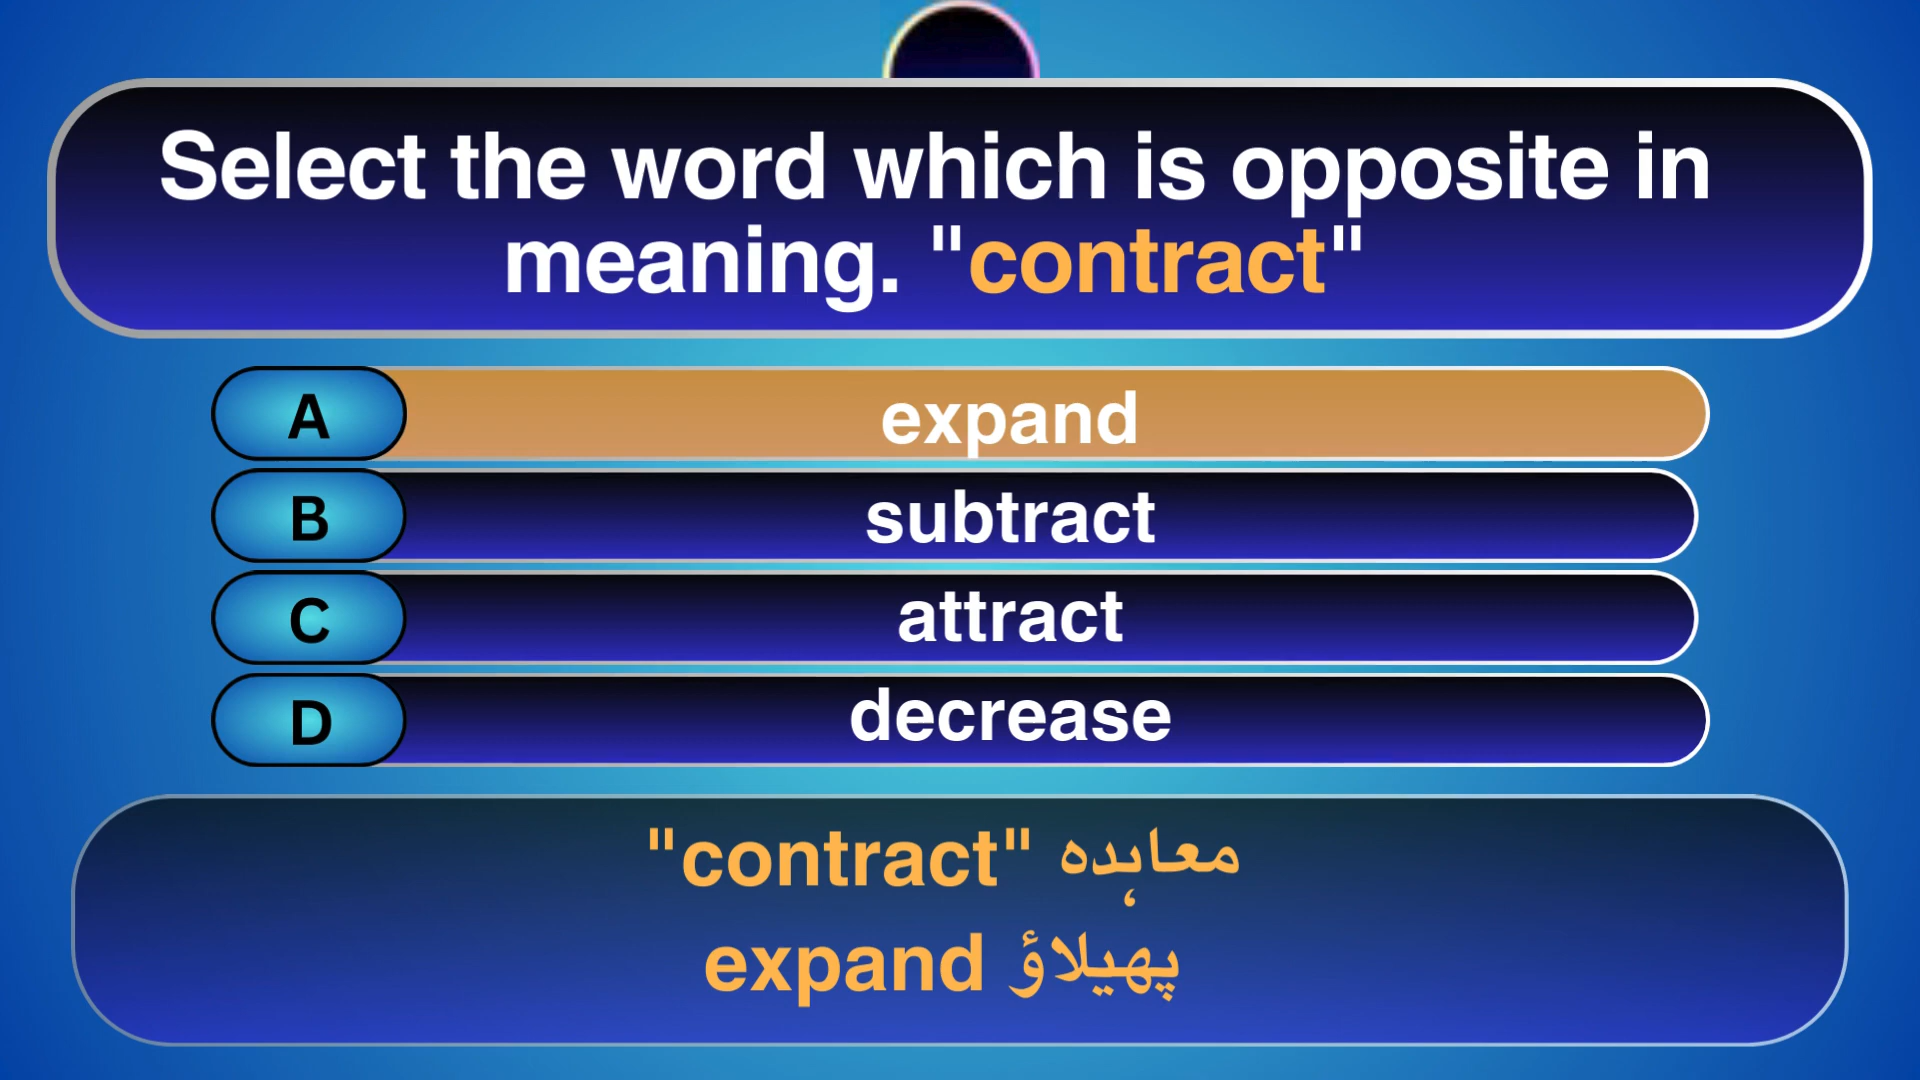 Select the word which is opposite in
meaning. "contract"
A expand
B subtract
C attract
D decrease
"contract" معاہدہ
expand پھیلاؤ